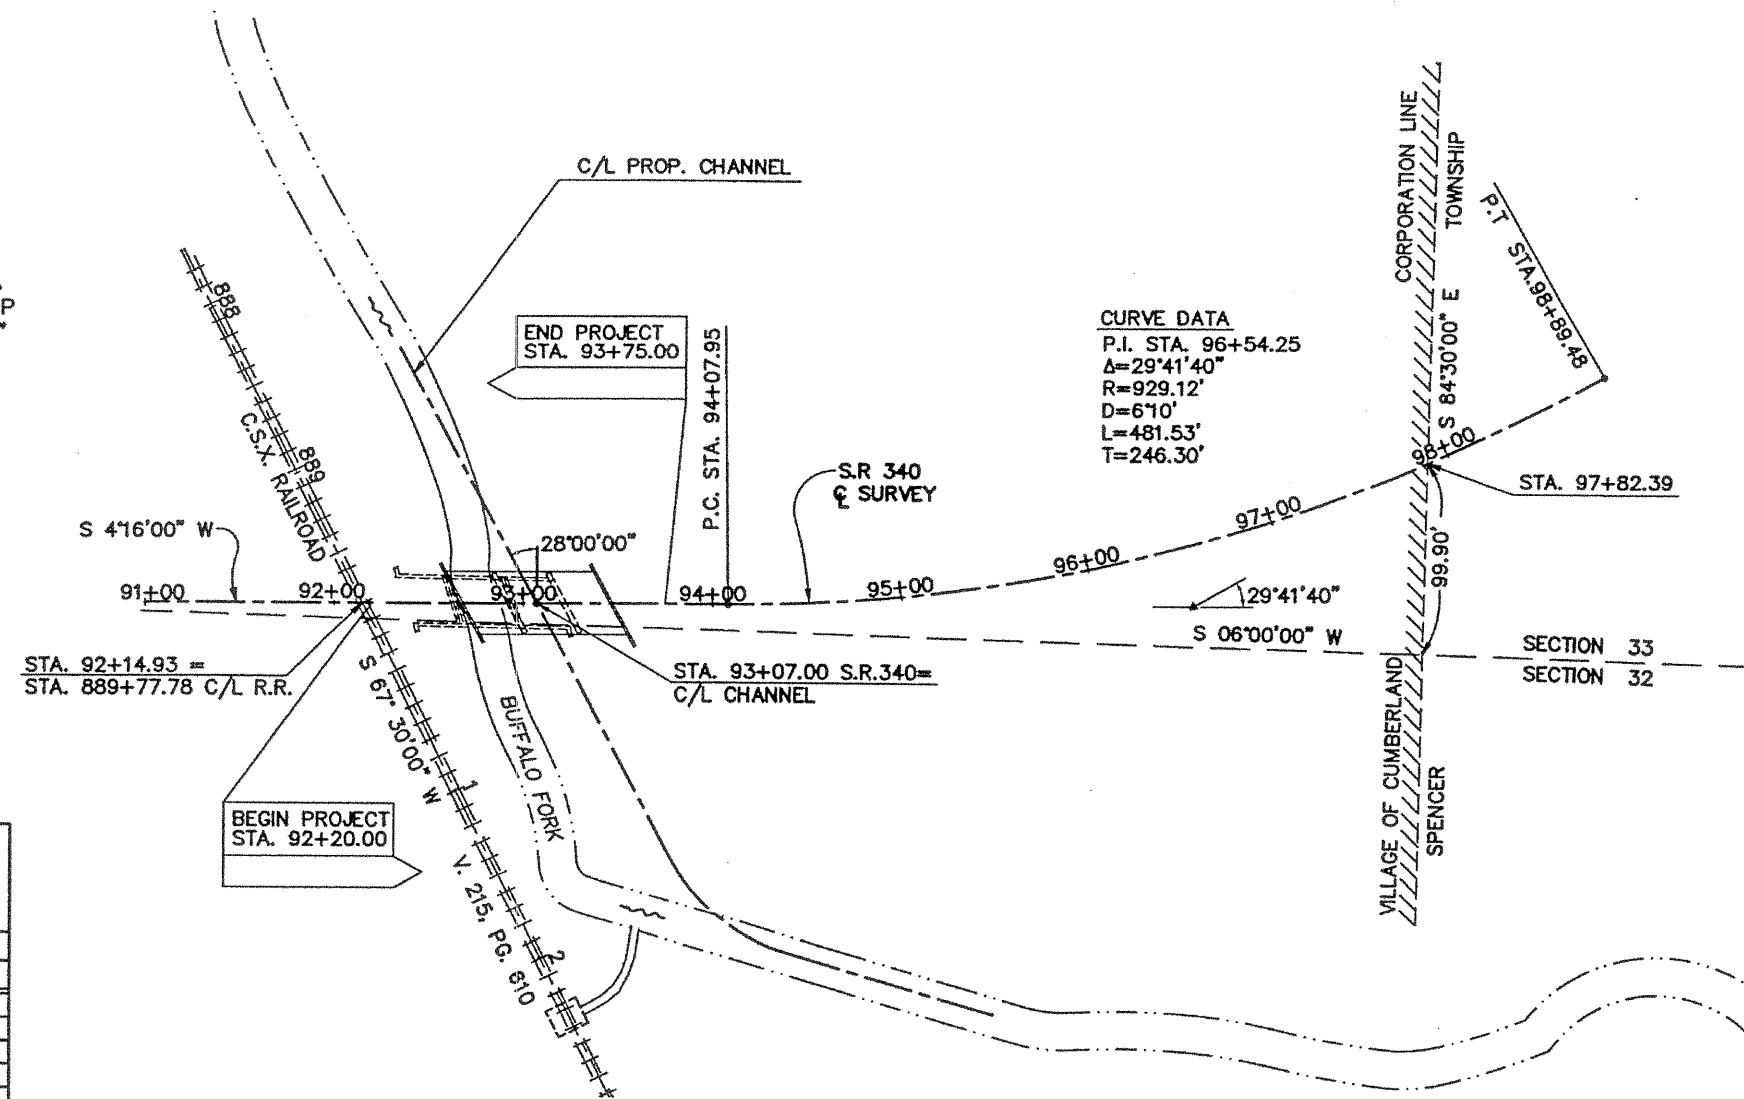 P
C/L PROP. CHANNEL
CORPORATION LINE
TOWNSHIP
P.T STA.98+89.48
888
END PROJECT
STA. 93+75.00
P.C. STA. 94+07.95
CURVE DATA
P.I. STA. 96+54.25
Δ=29°41'40"
R=929.12'
D=6°10'
L=481.53'
T=246.30'
S 84°30'00" E
C.S.X. RAILROAD
889
S.R 340
℄ SURVEY
98+00
STA. 97+82.39
S 4°16'00" W
28°00'00"
97+00
96+00
99.90'
91+00
92+00
93+00
94+00
95+00
29°41'40"
S 06°00'00" W
SECTION 33
SECTION 32
STA. 92+14.93 =
STA. 889+77.78 C/L R.R.
STA. 93+07.00 S.R.340=
C/L CHANNEL
S 67° 30'00" W
BUFFALO FORK
VILLAGE OF CUMBERLAND
SPENCER
1
BEGIN PROJECT
STA. 92+20.00
V. 215, PG. 610
2